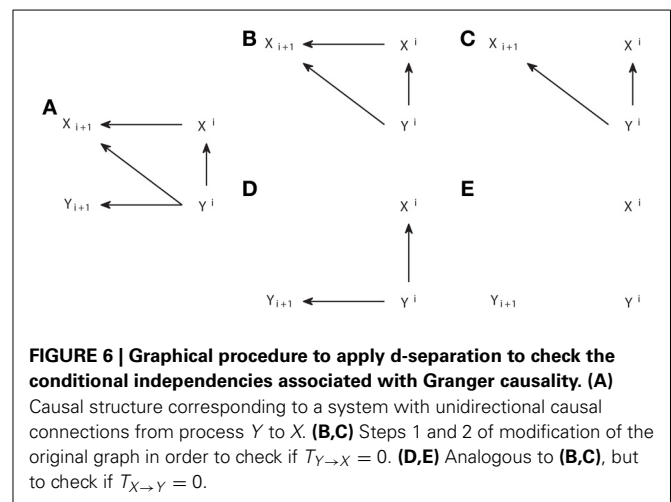 B
X i+1
X i
Y i
C
X i+1
X i
Y i
A
X i+1
X i
Y i+1
Y i
D
X i
Y i+1
Y i
E
X i
Y i+1
Y i
FIGURE 6 | Graphical procedure to apply d-separation to check the
conditional independencies associated with Granger causality. (A)
Causal structure corresponding to a system with unidirectional causal
connections from process Y to X. (B,C) Steps 1 and 2 of modification of the
original graph in order to check if T_{Y→X} = 0. (D,E) Analogous to (B,C), but
to check if T_{X→Y} = 0.